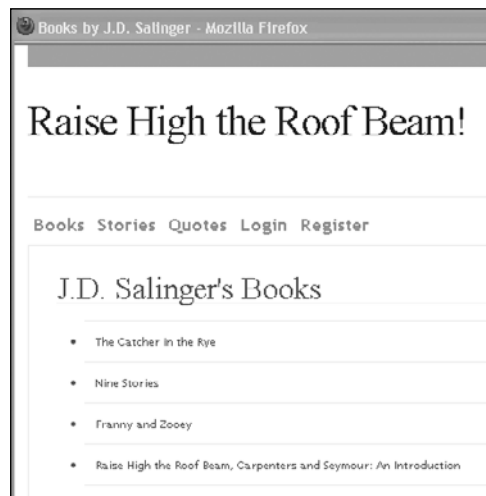 Books by J.D. Salinger - Mozilla Firefox
Raise High the Roof Beam!
Books Stories Quotes Login Register
J.D. Salinger's Books
• The Catcher in the Rye
• Nine Stories
• Franny and Zooey
• Raise High the Roof Beam, Carpenters and Seymour: An Introduction